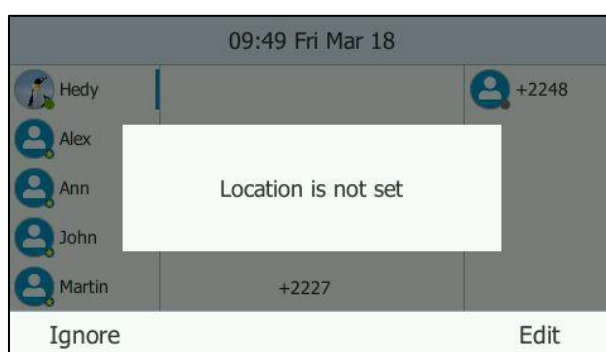 09:49 Fri Mar 18
Hedy
+2248
Alex
Ann
Location is not set
John
Martin
+2227
Ignore
Edit